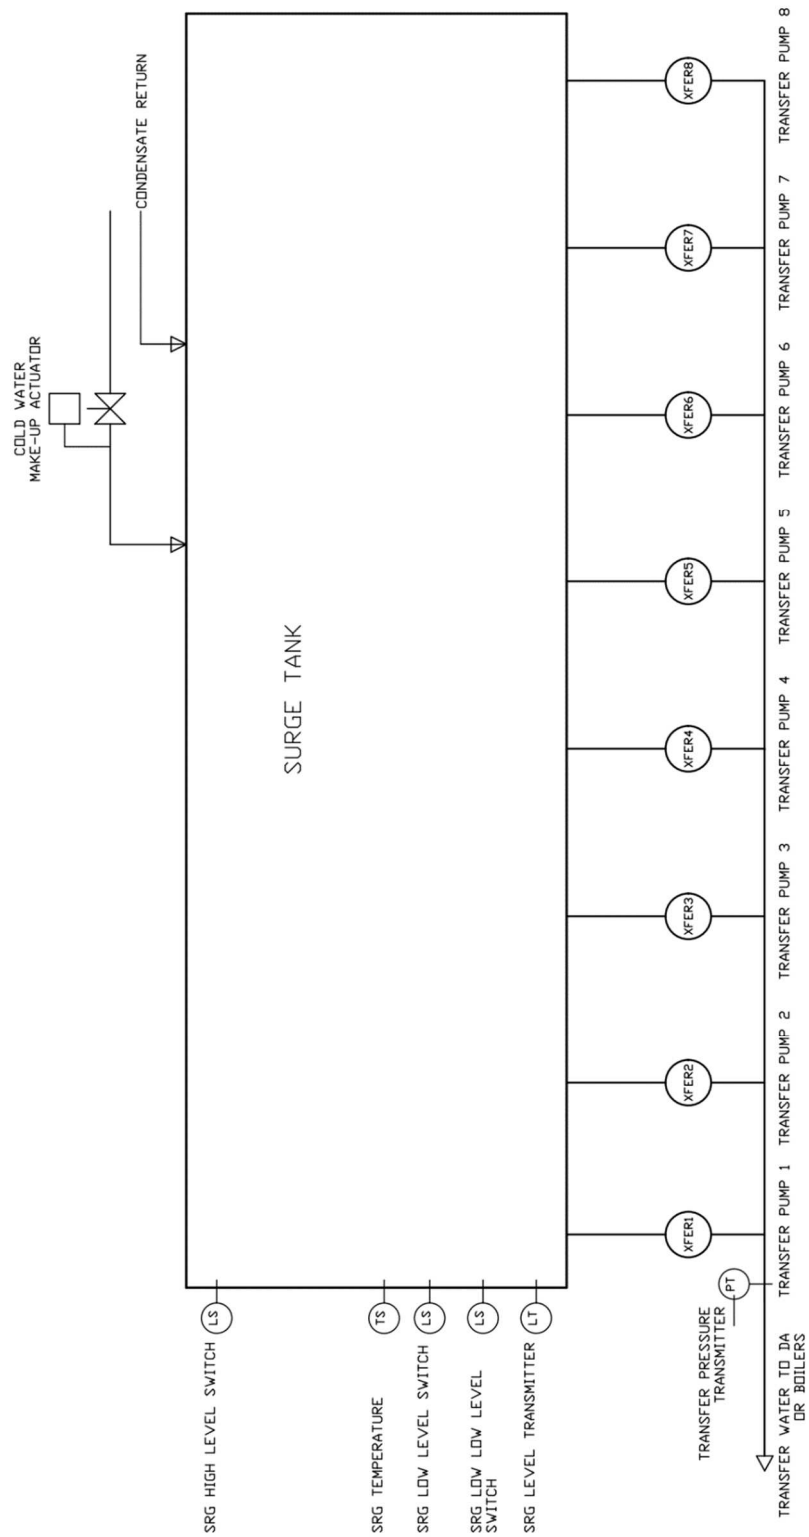 COLD WATER
MAKE-UP ACTUATOR
CONDENSATE RETURN
SURGE TANK
SRG HIGH LEVEL SWITCH
LS
SRG TEMPERATURE
TS
SRG LOW LEVEL SWITCH
LS
SRG LOW LOW LEVEL
SWITCH
LS
SRG LEVEL TRANSMITTER
LT
XFER1
XFER2
XFER3
XFER4
XFER5
XFER6
XFER7
XFER8
TRANSFER PRESSURE
TRANSMITTER
PT
TRANSFER WATER TO DA
OR BOILERS
TRANSFER PUMP 1
TRANSFER PUMP 2
TRANSFER PUMP 3
TRANSFER PUMP 4
TRANSFER PUMP 5
TRANSFER PUMP 6
TRANSFER PUMP 7
TRANSFER PUMP 8